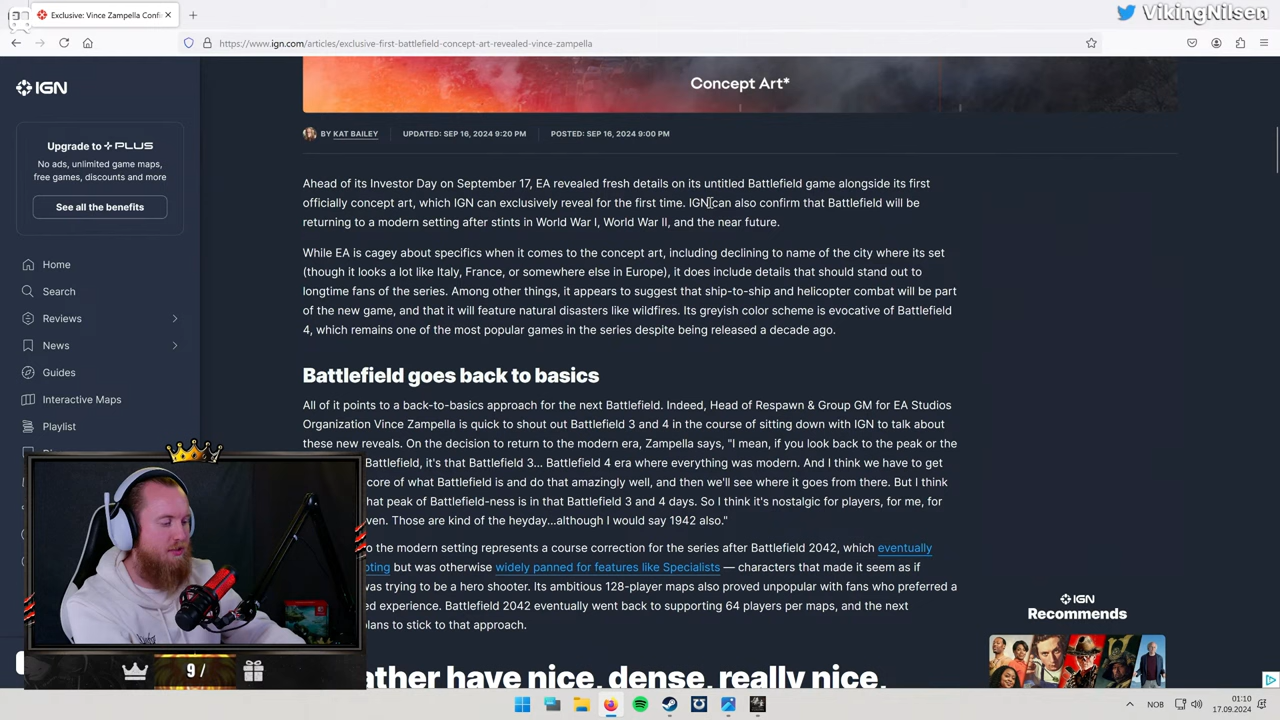 Exclusive: Vince Zampella Confi
VikingNilsen
https://www.ign.com/articles/exclusive-first-battlefield-concept-art-revealed-vince-zampella
IGN
Concept Art*
BY KAT BAILEY
UPDATED: SEP 16, 2024 9:20 PM
POSTED: SEP 16, 2024 9:00 PM
Upgrade to PLUS
No ads, unlimited game maps,
free games, discounts and more
See all the benefits
Home
Search
Reviews
News
Guides
Interactive Maps
Playlist
Ahead of its Investor Day on September 17, EA revealed fresh details on its untitled Battlefield game alongside its first
officially concept art, which IGN can exclusively reveal for the first time. IGN can also confirm that Battlefield will be
returning to a modern setting after stints in World War I, World War II, and the near future.
While EA is cagey about specifics when it comes to the concept art, including declining to name of the city where its set
(though it looks a lot like Italy, France, or somewhere else in Europe), it does include details that should stand out to
longtime fans of the series. Among other things, it appears to suggest that ship-to-ship and helicopter combat will be part
of the new game, and that it will feature natural disasters like wildfires. Its greyish color scheme is evocative of Battlefield
4, which remains one of the most popular games in the series despite being released a decade ago.
Battlefield goes back to basics
All of it points to a back-to-basics approach for the next Battlefield. Indeed, Head of Respawn & Group GM for EA Studios
Organization Vince Zampella is quick to shout out Battlefield 3 and 4 in the course of sitting down with IGN to talk about
these new reveals. On the decision to return to the modern era, Zampella says, "I mean, if you look back to the peak or the
Battlefield, it's that Battlefield 3... Battlefield 4 era where everything was modern. And I think we have to get
core of what Battlefield is and do that amazingly well, and then we'll see where it goes from there. But I think
hat peak of Battlefield-ness is in that Battlefield 3 and 4 days. So I think it's nostalgic for players, for me, for
ven. Those are kind of the heyday...although I would say 1942 also."
o the modern setting represents a course correction for the series after Battlefield 2042, which eventually
oting but was otherwise widely panned for features like Specialists — characters that made it seem as if
was trying to be a hero shooter. Its ambitious 128-player maps also proved unpopular with fans who preferred a
ed experience. Battlefield 2042 eventually went back to supporting 64 players per maps, and the next
plans to stick to that approach.
ather have nice, dense, really nice,
IGN
Recommends
9 /
NOB
01:10
17.09.2024